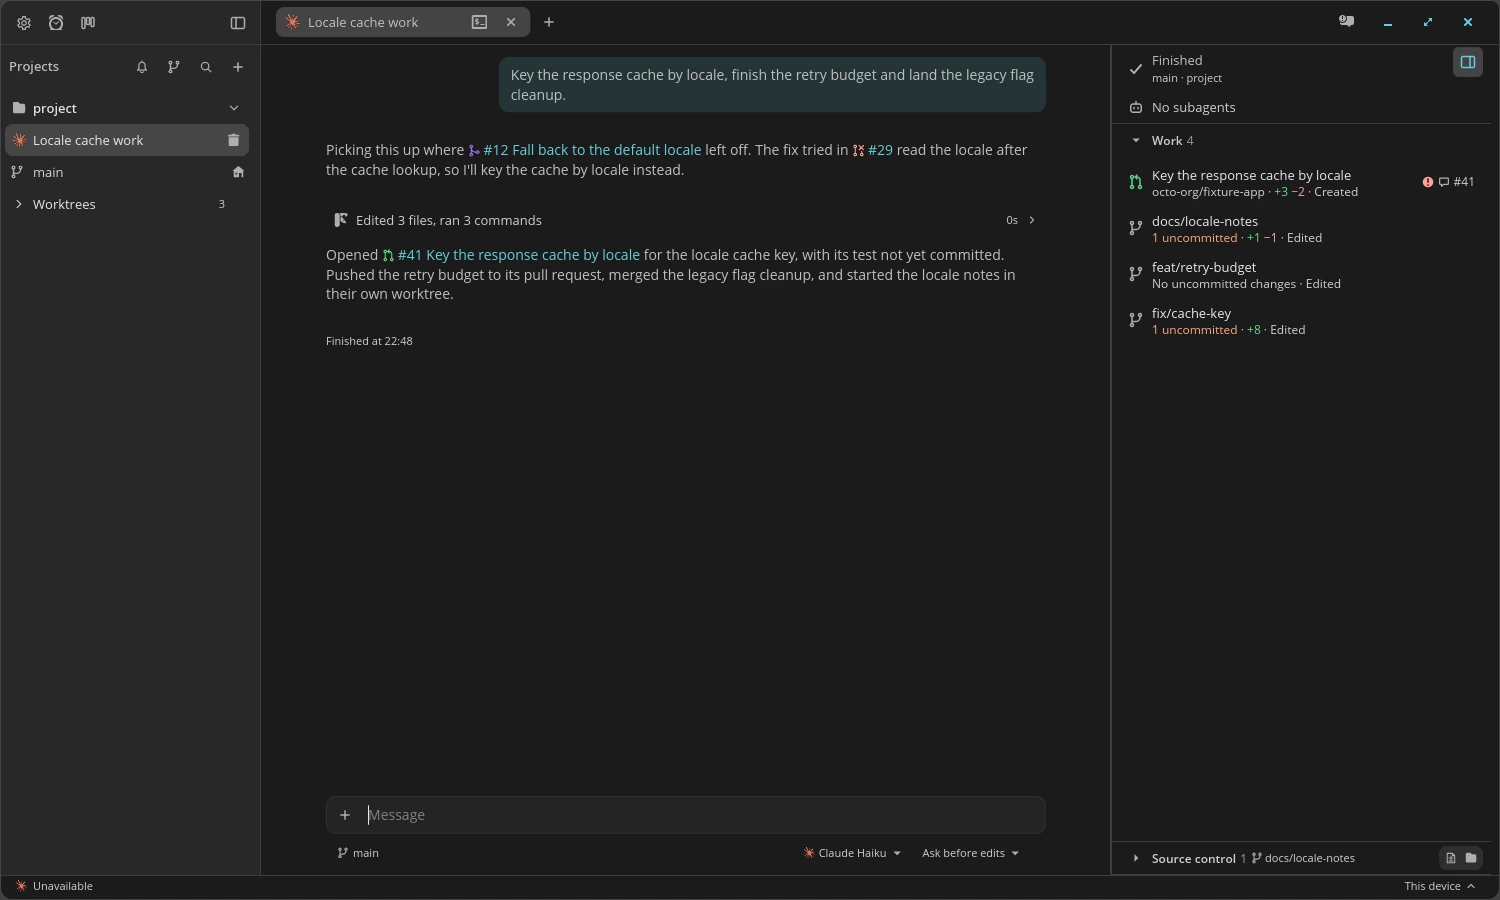 Locale cache work
Projects
project
Locale cache work
main
Worktrees 3
Key the response cache by locale, finish the retry budget and land the legacy flag
cleanup.
Picking this up where #12 Fall back to the default locale left off. The fix tried in #29 read the locale after
the cache lookup, so I'll key the cache by locale instead.
Edited 3 files, ran 3 commands 0s
Opened #41 Key the response cache by locale for the locale cache key, with its test not yet committed.
Pushed the retry budget to its pull request, merged the legacy flag cleanup, and started the locale notes in
their own worktree.
Finished at 22:48
Message
main Claude Haiku Ask before edits
Finished
main · project
No subagents
Work 4
Key the response cache by locale #41
octo-org/fixture-app · +3 −2 · Created
docs/locale-notes
1 uncommitted · +1 −1 · Edited
feat/retry-budget
No uncommitted changes · Edited
fix/cache-key
1 uncommitted · +8 · Edited
Source control 1 docs/locale-notes
Unavailable
This device